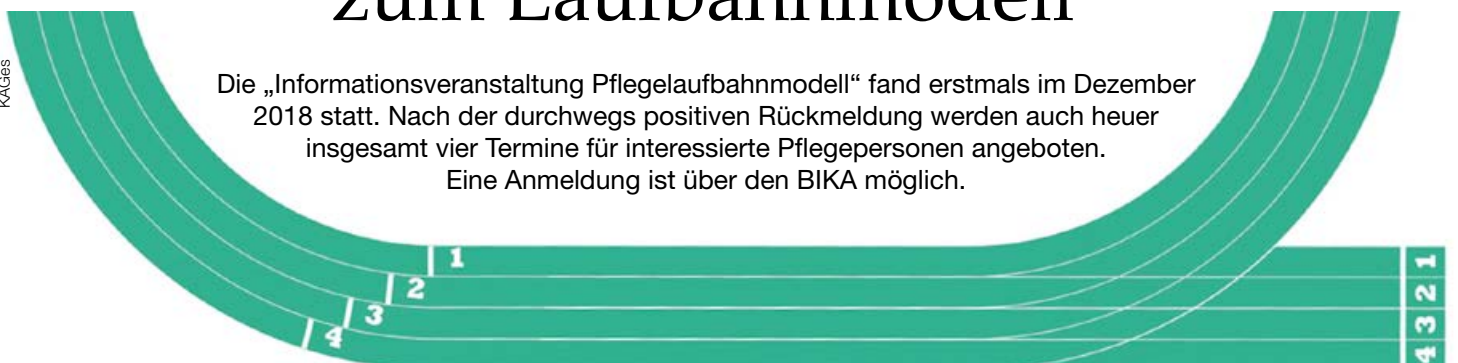 zum Laufbahnmodell
KAGes
Die „Informationsveranstaltung Pflegelaufbahnmodell“ fand erstmals im Dezember
2018 statt. Nach der durchwegs positiven Rückmeldung werden auch heuer
insgesamt vier Termine für interessierte Pflegepersonen angeboten.
Eine Anmeldung ist über den BIKA möglich.
1
2
3
4
1
2
3
4